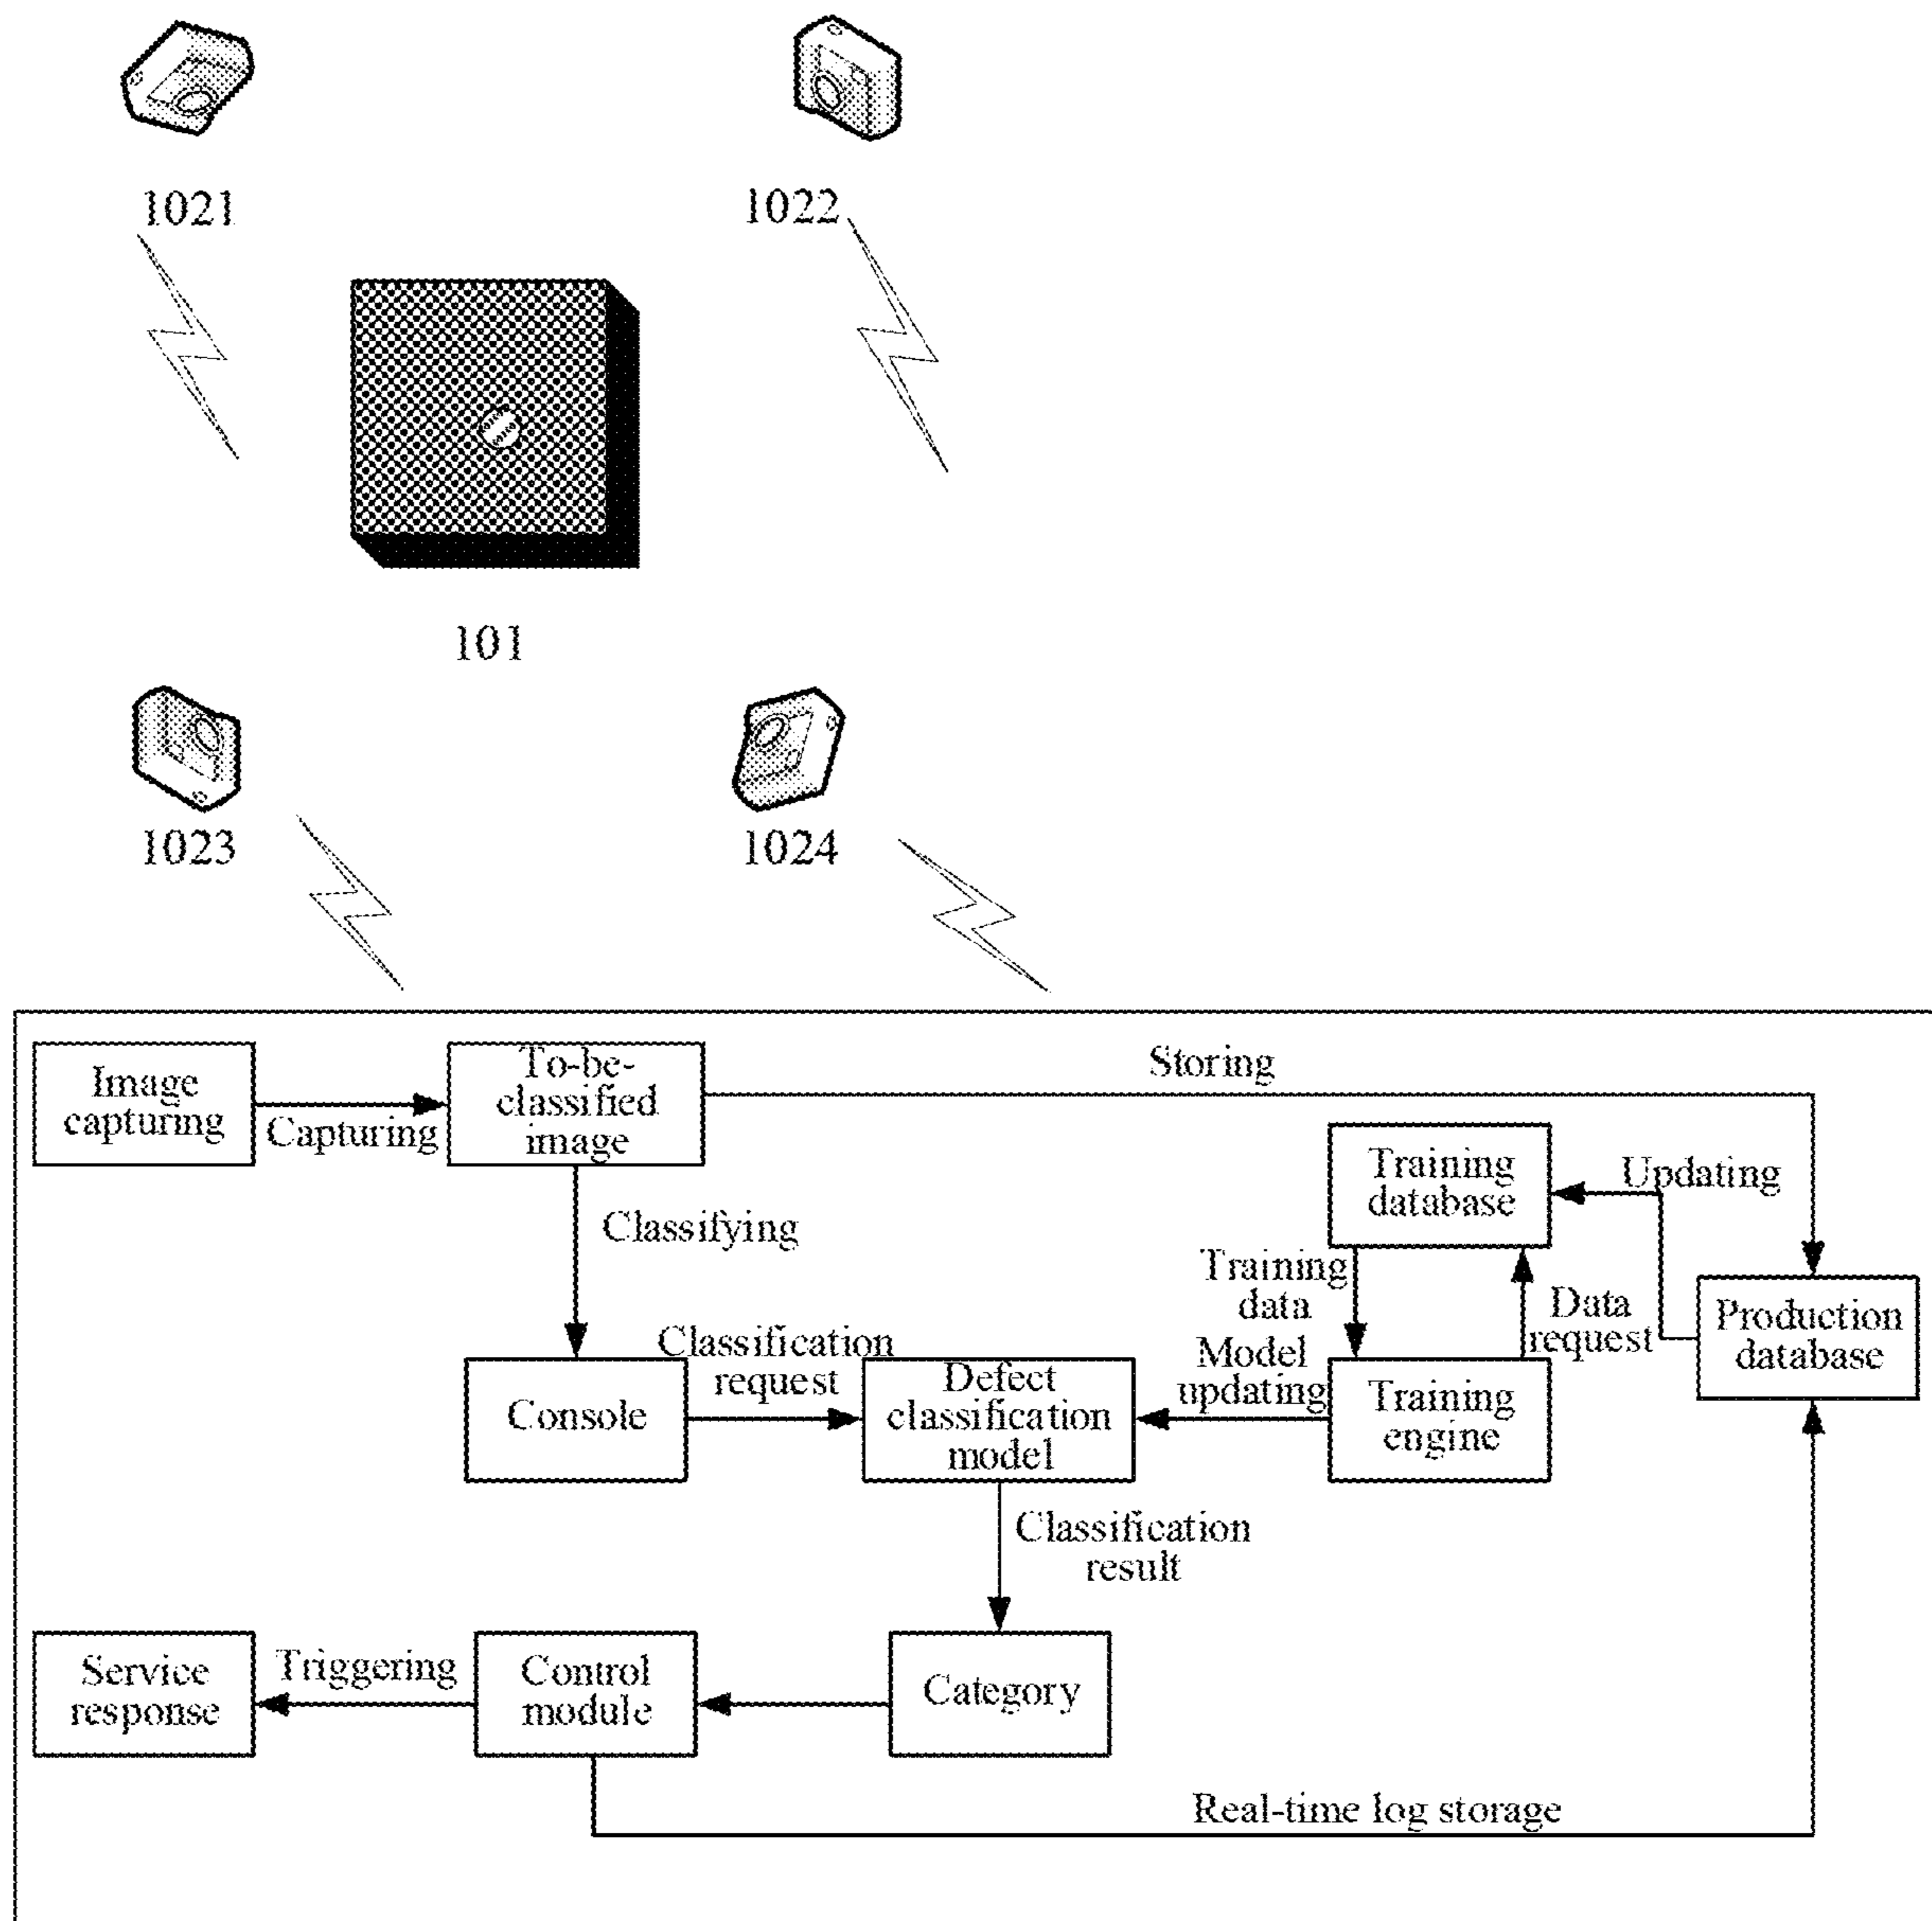 1021
1022
101
1023
1024
Image
capturing
Capturing
To-be-
classified
image
Storing
Classifying
Training
database
Updating
Training
data
Data
request
Production
database
Console
Classification
request
Defect
classification
model
Model
updating
Training
engine
Classification
result
Service
response
Triggering
Control
module
Category
Real-time log storage